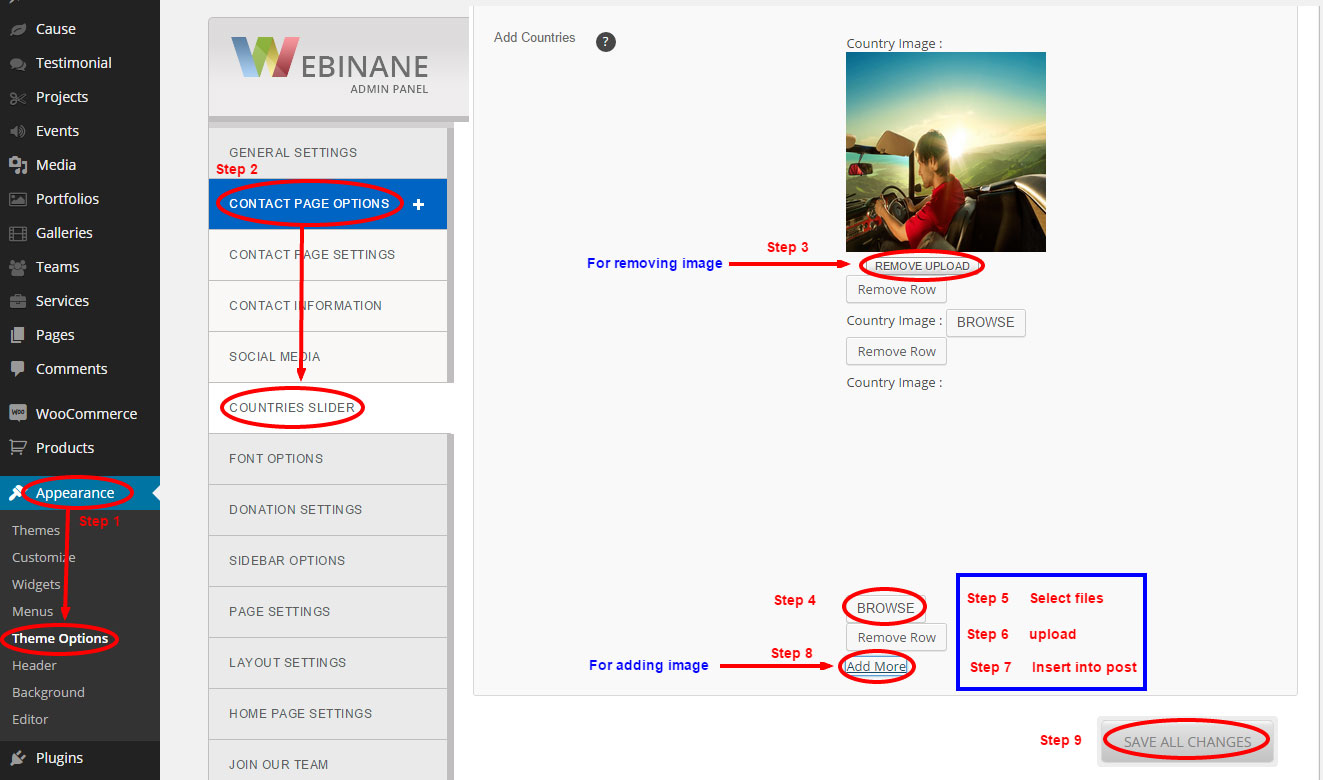 Cause
Testimonial
Projects
Events
Media
Portfolios
Galleries
Teams
Services
Pages
Comments
WOO WooCommerce
Products
Appearance
Step 1
Themes
Customize
Widgets
Menus
Theme Options
Header
Background
Editor
Plugins
WEBINANE
ADMIN PANEL
GENERAL SETTINGS
Step 2
CONTACT PAGE OPTIONS +
CONTACT PAGE SETTINGS
CONTACT INFORMATION
SOCIAL MEDIA
COUNTRIES SLIDER
FONT OPTIONS
DONATION SETTINGS
SIDEBAR OPTIONS
PAGE SETTINGS
LAYOUT SETTINGS
HOME PAGE SETTINGS
JOIN OUR TEAM
Add Countries ?
Country Image :
Step 3
For removing image
REMOVE UPLOAD
Remove Row
Country Image : BROWSE
Remove Row
Country Image :
Step 4 BROWSE
Remove Row
Step 8
For adding image Add More
Step 5 Select files
Step 6 upload
Step 7 Insert into post
Step 9 SAVE ALL CHANGES